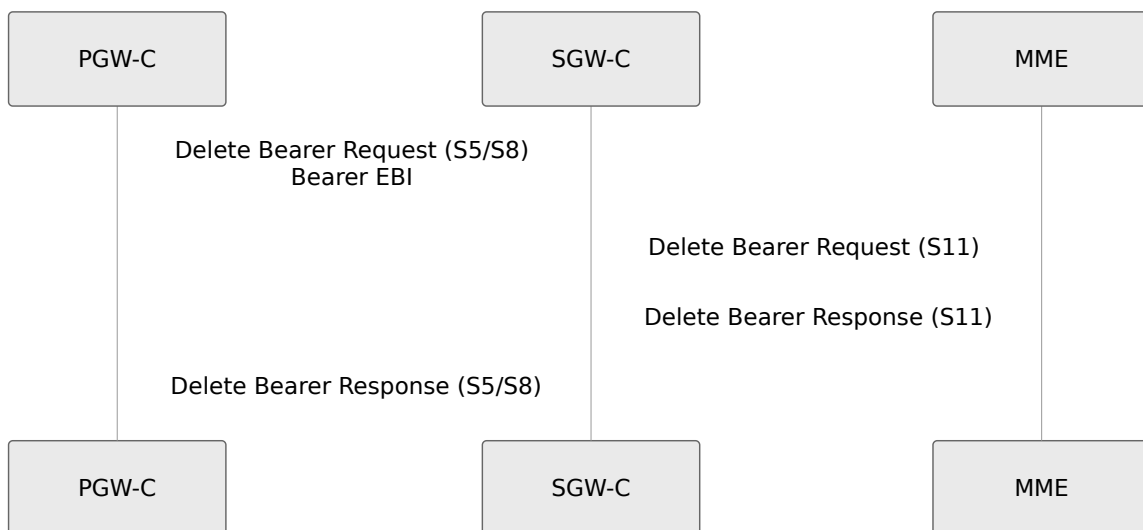 PGW-C
SGW-C
MME
Delete Bearer Request (S5/S8)
Bearer EBI
Delete Bearer Request (S11)
Delete Bearer Response (S11)
Delete Bearer Response (S5/S8)
PGW-C
SGW-C
MME